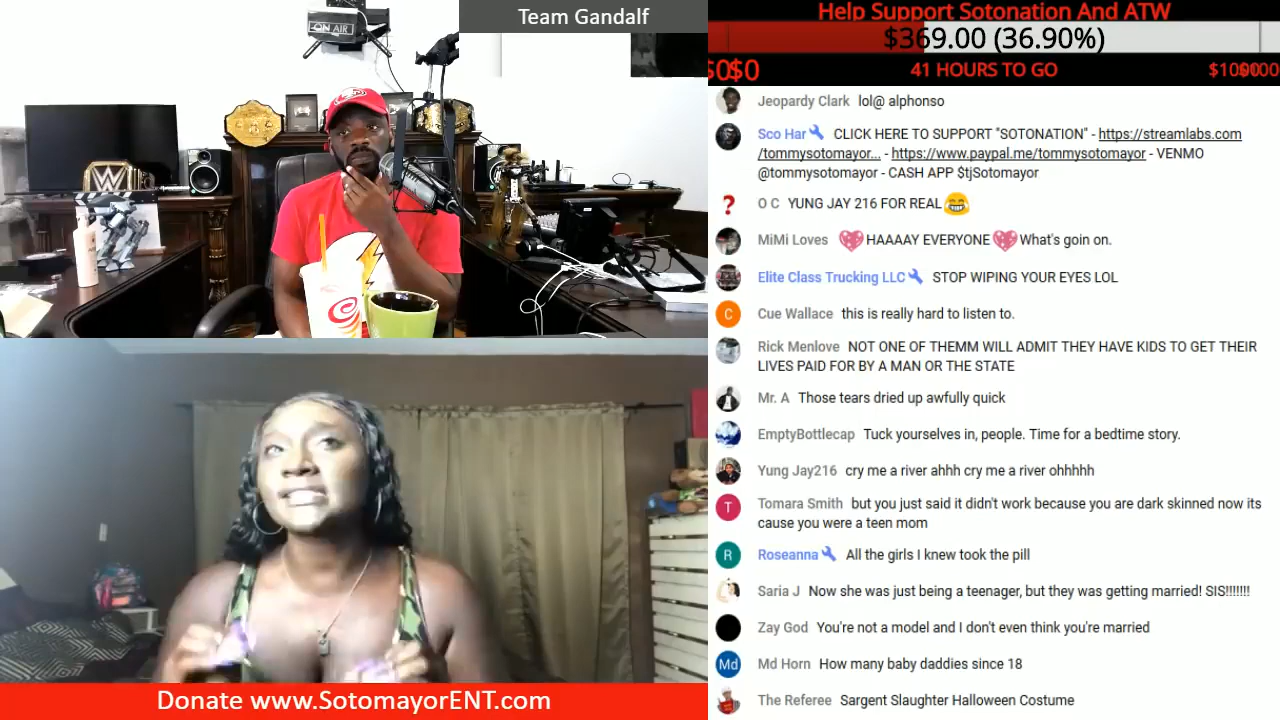 Team Gandalf
ON AIR
W
Donate www.SotomayorENT.com
Help Support Sotonation And ATW
$369.00 (36.90%)
$0
41 HOURS TO GO
Jeopardy Clark lol@ alphonso
Sco Har CLICK HERE TO SUPPORT "SOTONATION" - https://streamlabs.com
/tommysotomayor... - https://www.paypal.me/tommysotomayor - VENMO
@tommysotomayor - CASH APP $tjSotomayor
O C YUNG JAY 216 FOR REAL
MiMi Loves HAAAAY EVERYONE What's goin on.
Elite Class Trucking LLC STOP WIPING YOUR EYES LOL
C Cue Wallace this is really hard to listen to.
Rick Menlove NOT ONE OF THEMM WILL ADMIT THEY HAVE KIDS TO GET THEIR
LIVES PAID FOR BY A MAN OR THE STATE
Mr. A Those tears dried up awfully quick
EmptyBottlecap Tuck yourselves in, people. Time for a bedtime story.
Yung Jay216 cry me a river ahhh cry me a river ohhhhh
T Tomara Smith but you just said it didn't work because you are dark skinned now its
cause you were a teen mom
R Roseanna All the girls I knew took the pill
Saria J Now she was just being a teenager, but they was getting married! SIS!!!!!!!
Zay God You're not a model and I don't even think you're married
Md Md Horn How many baby daddies since 18
The Referee Sargent Slaughter Halloween Costume